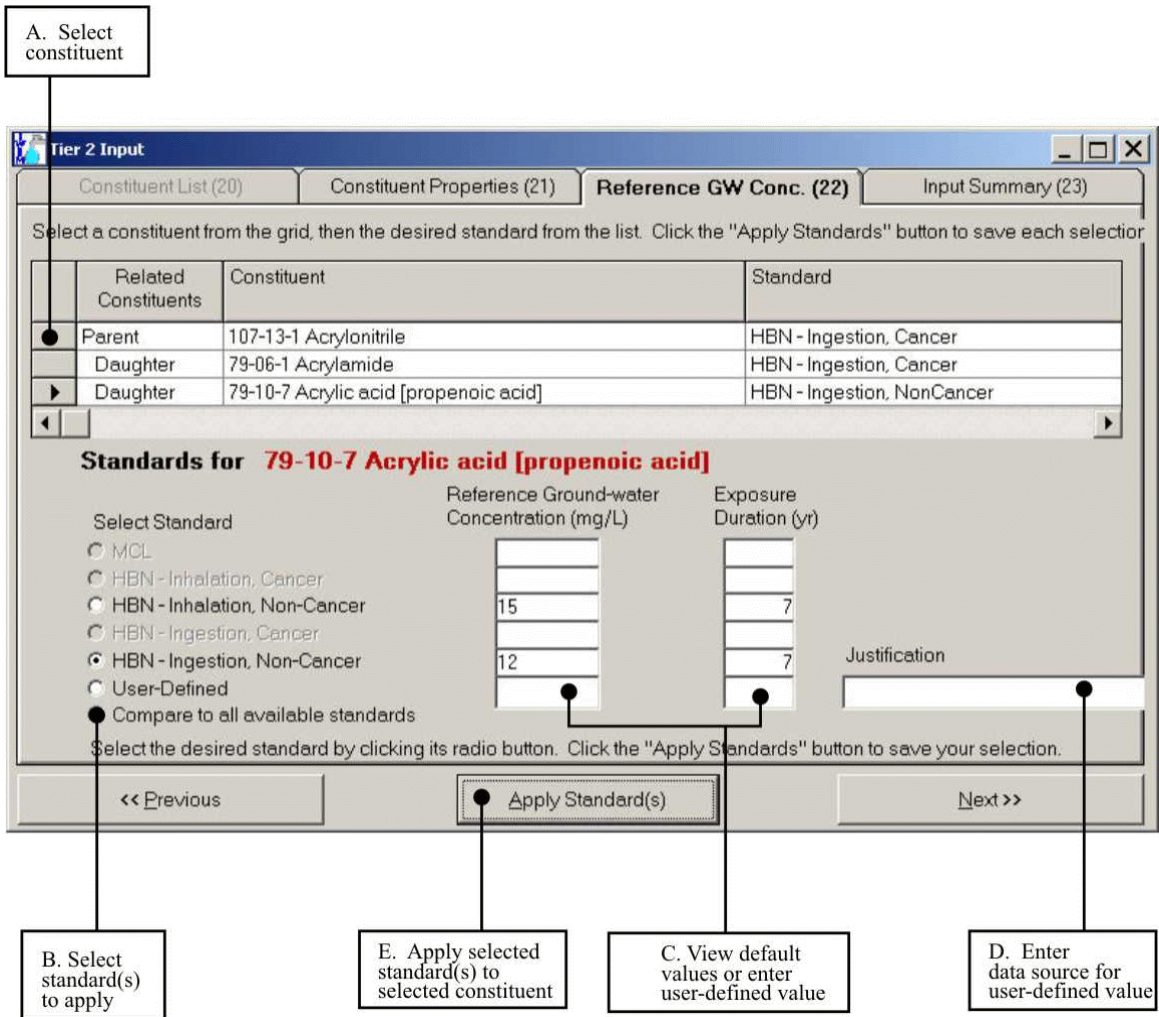 A. Select
constituent
Tier 2 Input
Constituent List (20)
Constituent Properties (21)
Reference GW Conc. (22)
Input Summary (23)
Select a constituent from the grid, then the desired standard from the list. Click the "Apply Standards" button to save each selection
Related
Constituents
Constituent
Standard
Parent
107-13-1 Acrylonitrile
HBN - Ingestion, Cancer
Daughter
79-06-1 Acrylamide
HBN - Ingestion, Cancer
Daughter
79-10-7 Acrylic acid [propenoic acid]
HBN - Ingestion, NonCancer
Standards for 79-10-7 Acrylic acid [propenoic acid]
Select Standard
Reference Ground-water
Concentration (mg/L)
Exposure
Duration (yr)
MCL
HBN - Inhalation, Cancer
HBN - Inhalation, Non-Cancer
15
7
HBN - Ingestion, Cancer
HBN - Ingestion, Non-Cancer
12
7
Justification
User-Defined
Compare to all available standards
Select the desired standard by clicking its radio button. Click the "Apply Standards" button to save your selection.
<< Previous
Apply Standard(s)
Next >>
B. Select
standard(s)
to apply
E. Apply selected
standard(s) to
selected constituent
C. View default
values or enter
user-defined value
D. Enter
data source for
user-defined value